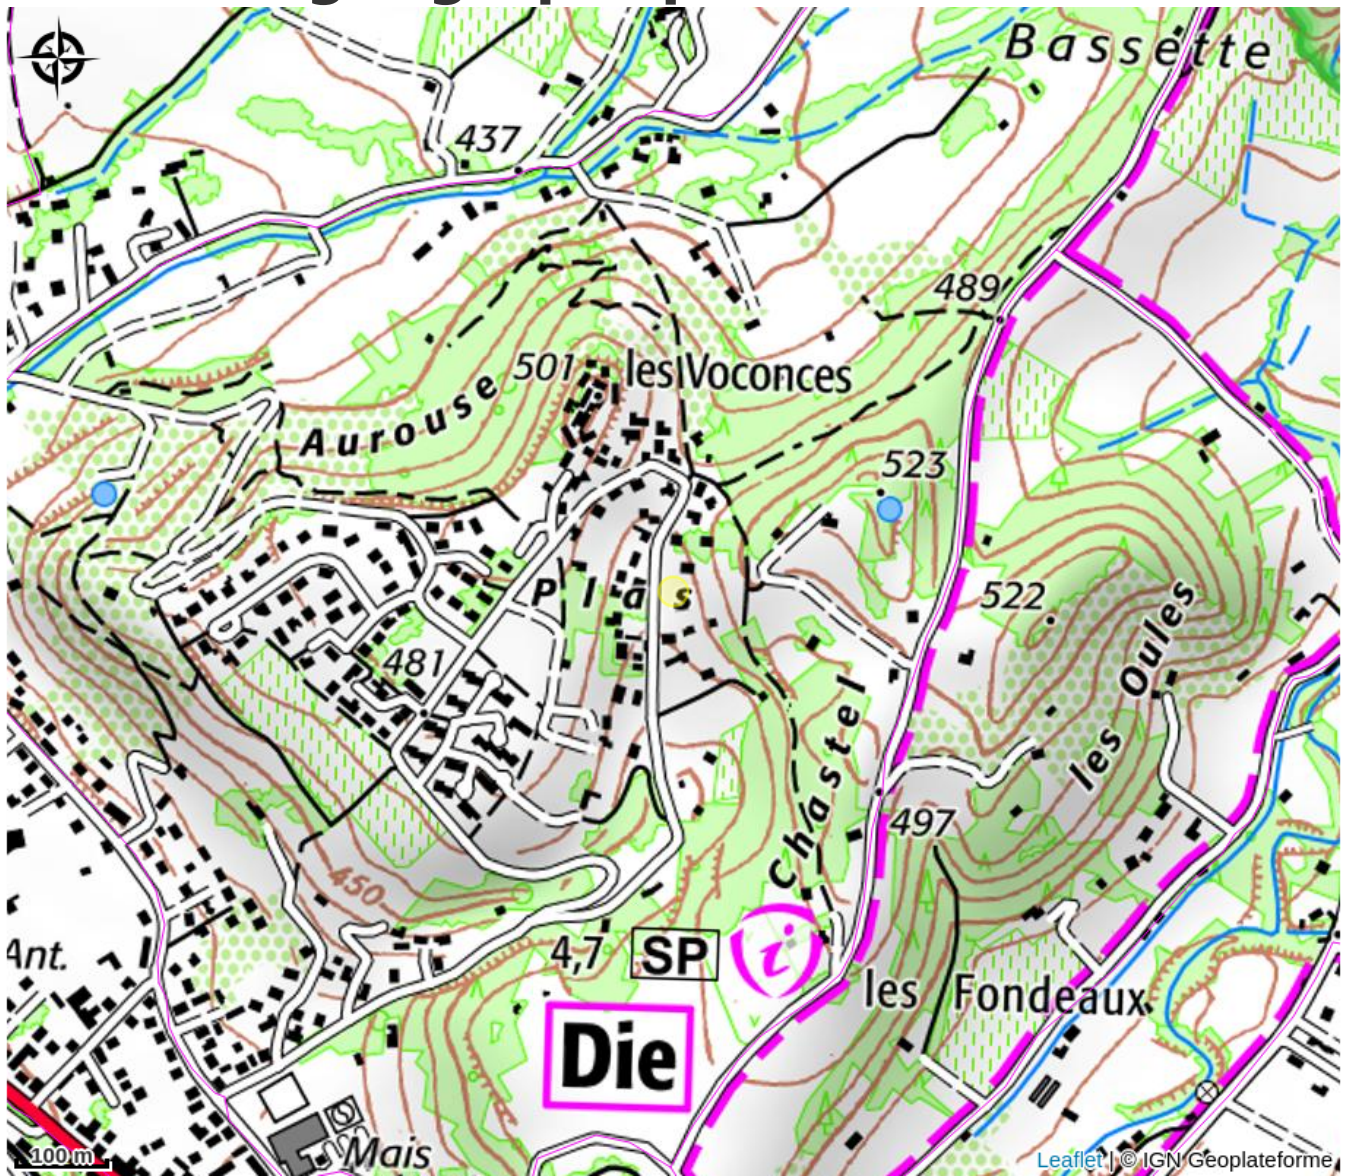 Bassette
437
489
501
les Voconces
Aurouse
523
Plas
522
481
les Oules
Chastel
497
450
Ant.
4,7
SP
i
les Fondeaux
Die
Mais
100 m
Leaflet | © IGN Geoplateforme